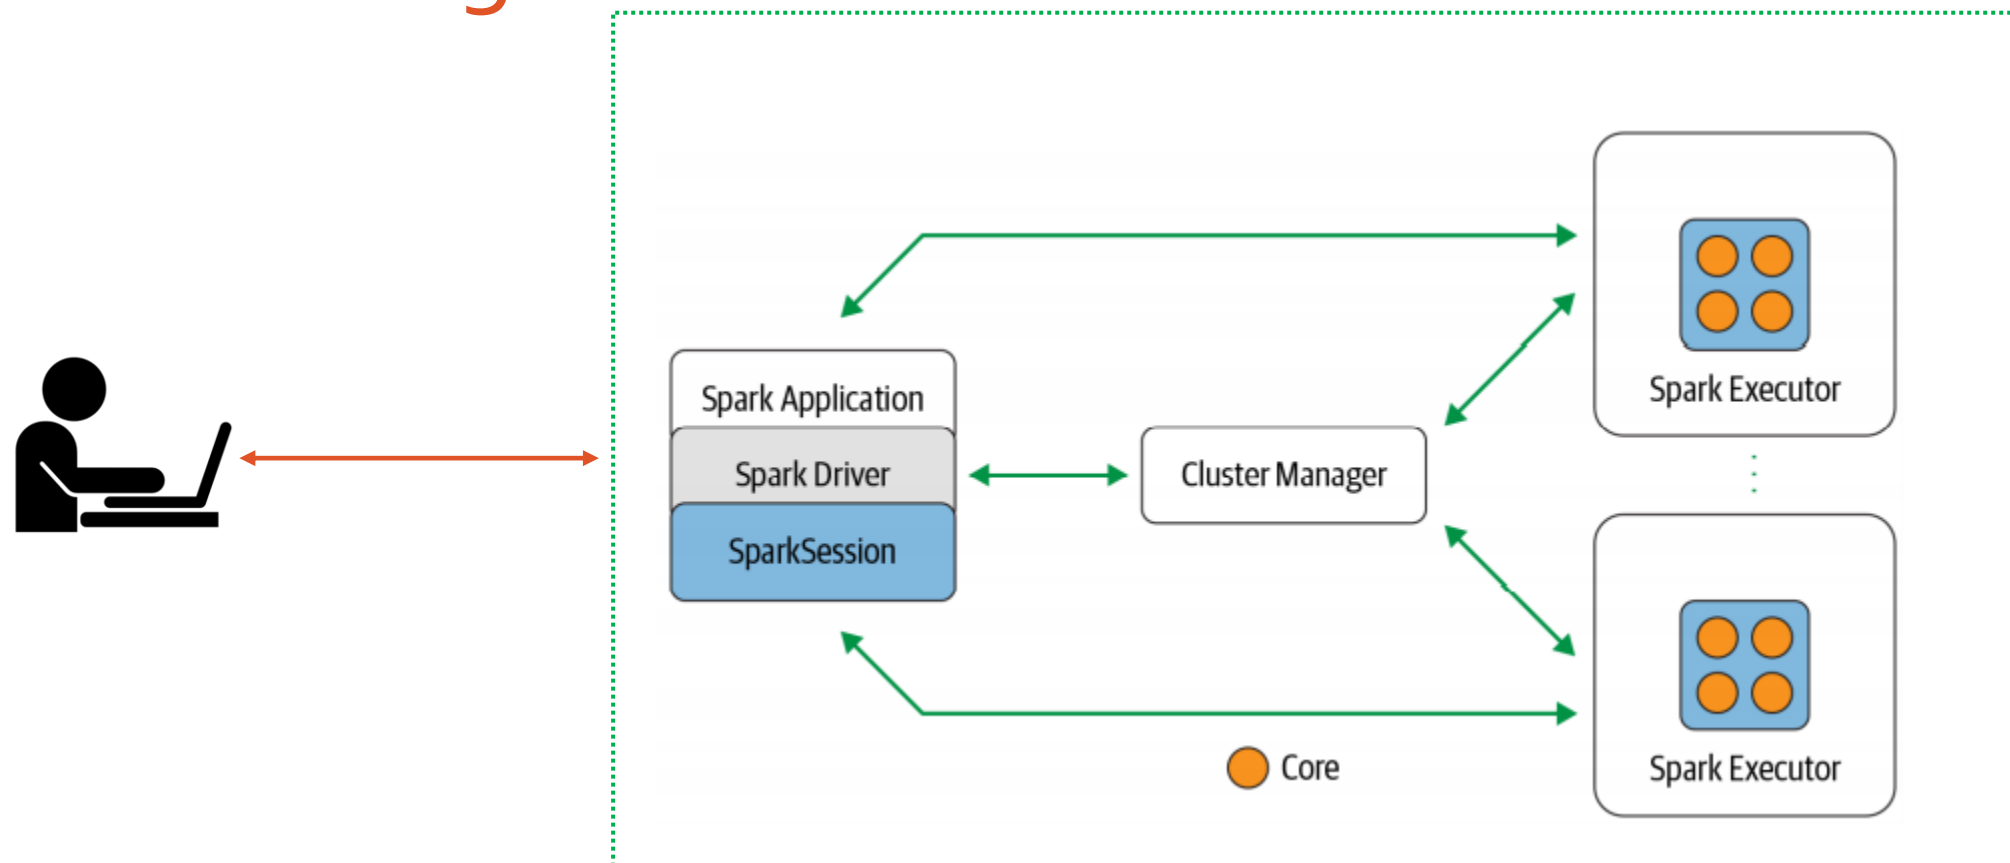 Spark Application
Spark Driver
SparkSession
Cluster Manager
Spark Executor
Spark Executor
Core